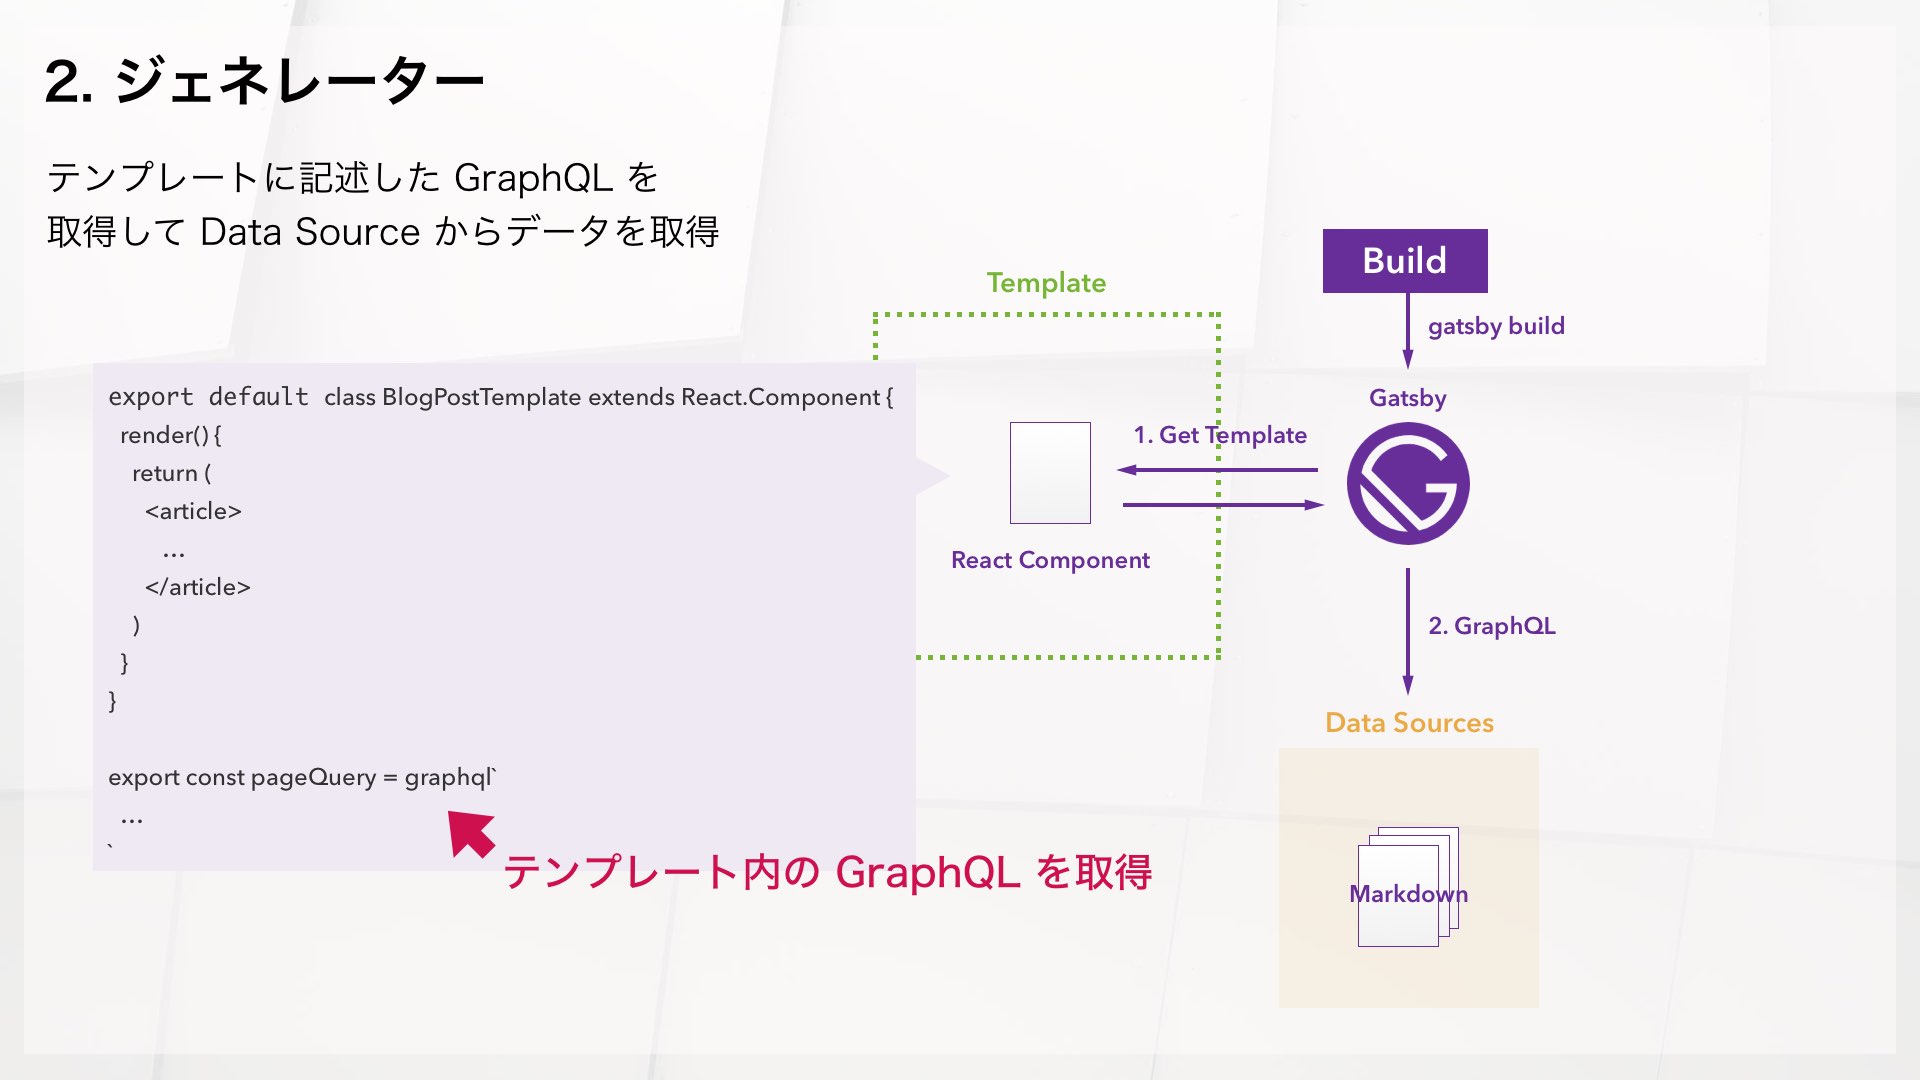 2. ジェネレーター
テンプレートに記述した GraphQL を
取得して Data Source からデータを取得
Build
gatsby build
Template
export default class BlogPostTemplate extends React.Component {
render() {
return (
<article>
...
</article>
)
}
}
export const pageQuery = graphql`
...
`
テンプレート内の GraphQL を取得
React Component
1. Get Template
Gatsby
2. GraphQL
Data Sources
Markdown